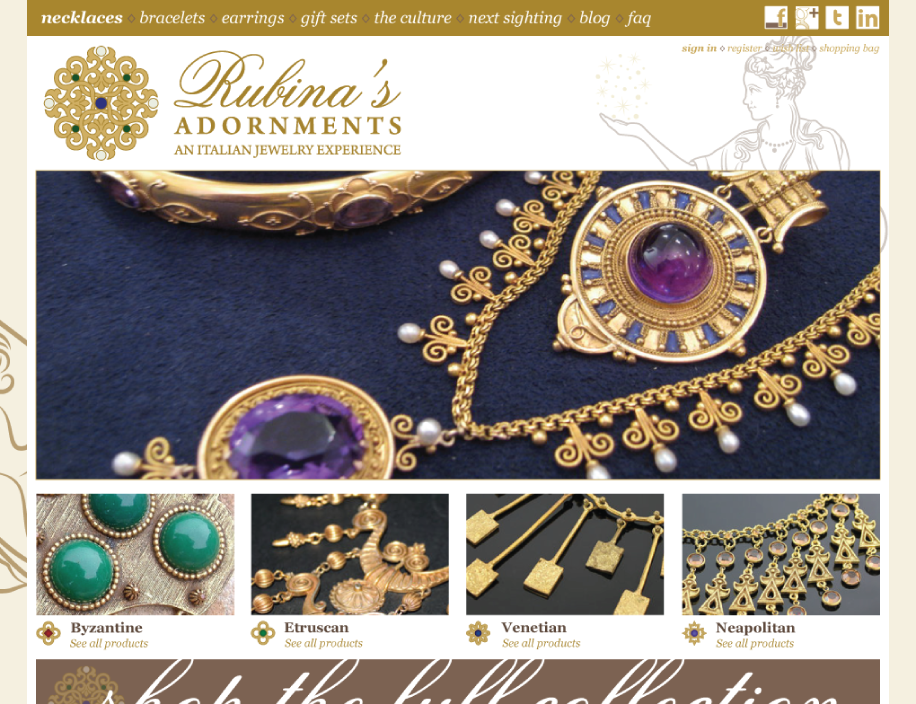 necklaces ◇ bracelets ◇ earrings ◇ gift sets ◇ the culture ◇ next sighting ◇ blog ◇ faq
f g+ t in
sign in ◇ register ◇ wish list ◇ shopping bag
Rubina's
ADORNMENTS
AN ITALIAN JEWELRY EXPERIENCE
Byzantine Etruscan Venetian Neapolitan
See all products See all products See all products See all products
shop the full collection